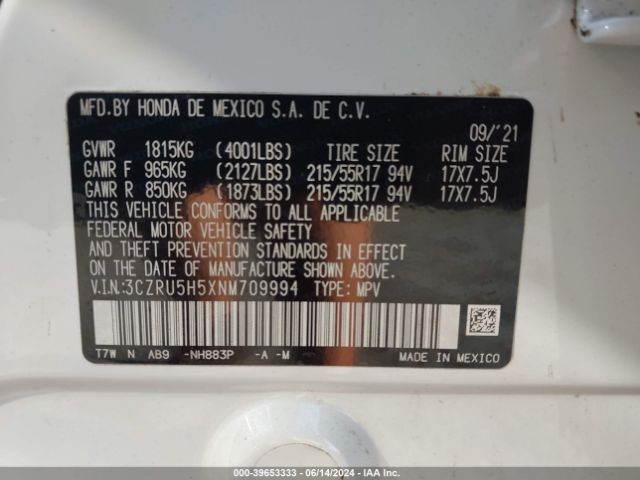 MFD.BY HONDA DE MEXICO S.A. DE C.V.
09/'21
GVWR 1815KG (4001LBS) TIRE SIZE RIM SIZE
GAWR F 965KG (2127LBS) 215/55R17 94V 17X7.5J
GAWR R 850KG (1873LBS) 215/55R17 94V 17X7.5J
THIS VEHICLE CONFORMS TO ALL APPLICABLE
FEDERAL MOTOR VEHICLE SAFETY
AND THEFT PREVENTION STANDARDS IN EFFECT
ON THE DATE OF MANUFACTURE SHOWN ABOVE.
V.I.N:3CZRU5H5XNM709994 TYPE: MPV
T7W N AB9 -NH883P -A -M MADE IN MEXICO
000-39653333 - 06/14/2024 - IAAI.COM